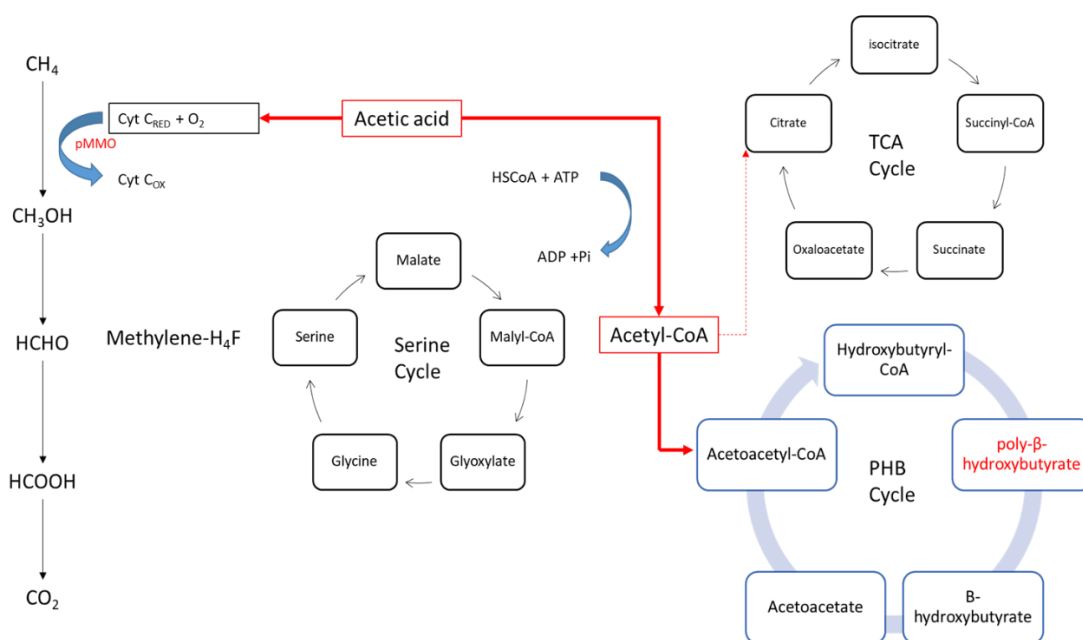 CH4
Cyt CRED + O2
pMMO
Cyt COX
CH3OH
HCHO
HCOOH
CO2
Acetic acid
HSCoA + ATP
ADP +Pi
Methylene-H4F
Malate
Serine
Malyl-CoA
Serine
Cycle
Glycine
Glyoxylate
Acetyl-CoA
isocitrate
Citrate
Succinyl-CoA
TCA
Cycle
Oxaloacetate
Succinate
Hydroxybutyryl-
CoA
Acetoacetyl-CoA
poly-β-
hydroxybutyrate
PHB
Cycle
Acetoacetate
B-
hydroxybutyrate